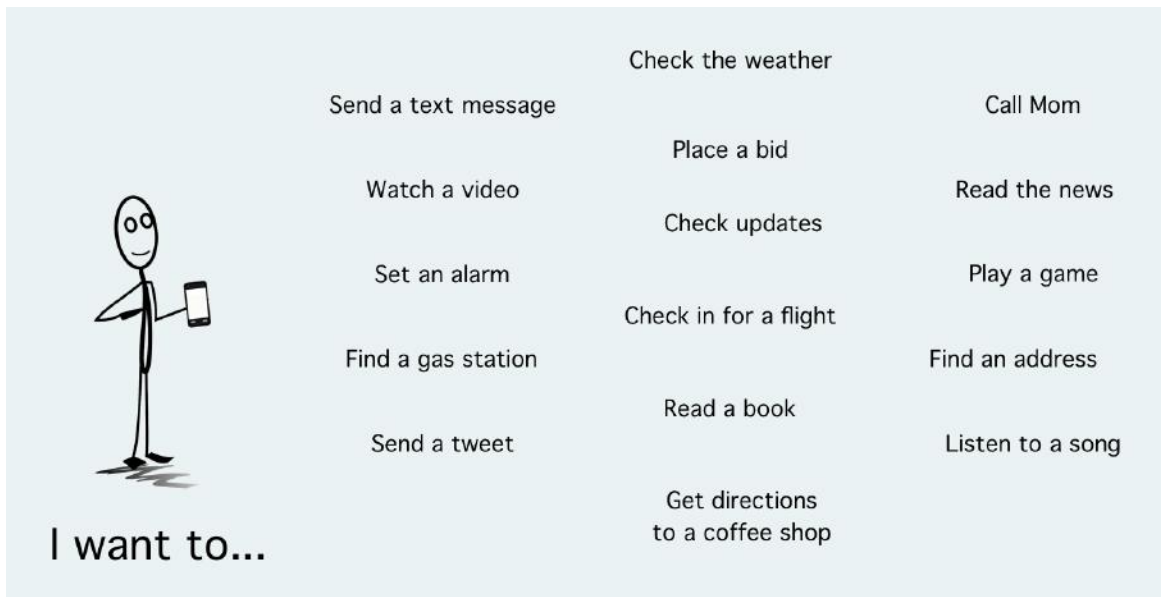 Check the weather
Send a text message
Call Mom
Place a bid
Watch a video
Read the news
Check updates
Set an alarm
Play a game
Check in for a flight
Find a gas station
Find an address
Read a book
Send a tweet
Listen to a song
Get directions
to a coffee shop
I want to...